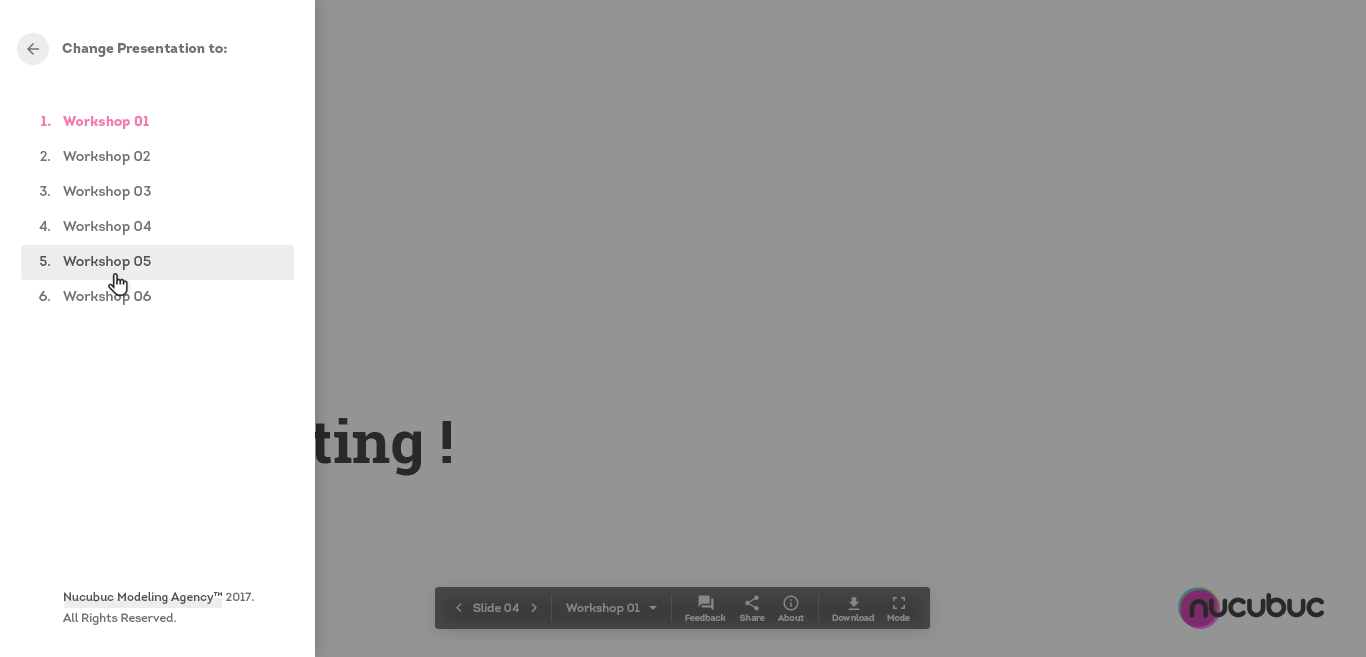 Change Presentation to:
1. Workshop 01
2. Workshop 02
3. Workshop 03
4. Workshop 04
5. Workshop 05
6. Workshop 06
ting !
Nucubuc Modeling Agency™ 2017.
All Rights Reserved.
Slide 04
Workshop 01
Feedback
Share
About
Download
Mode
nucubuc